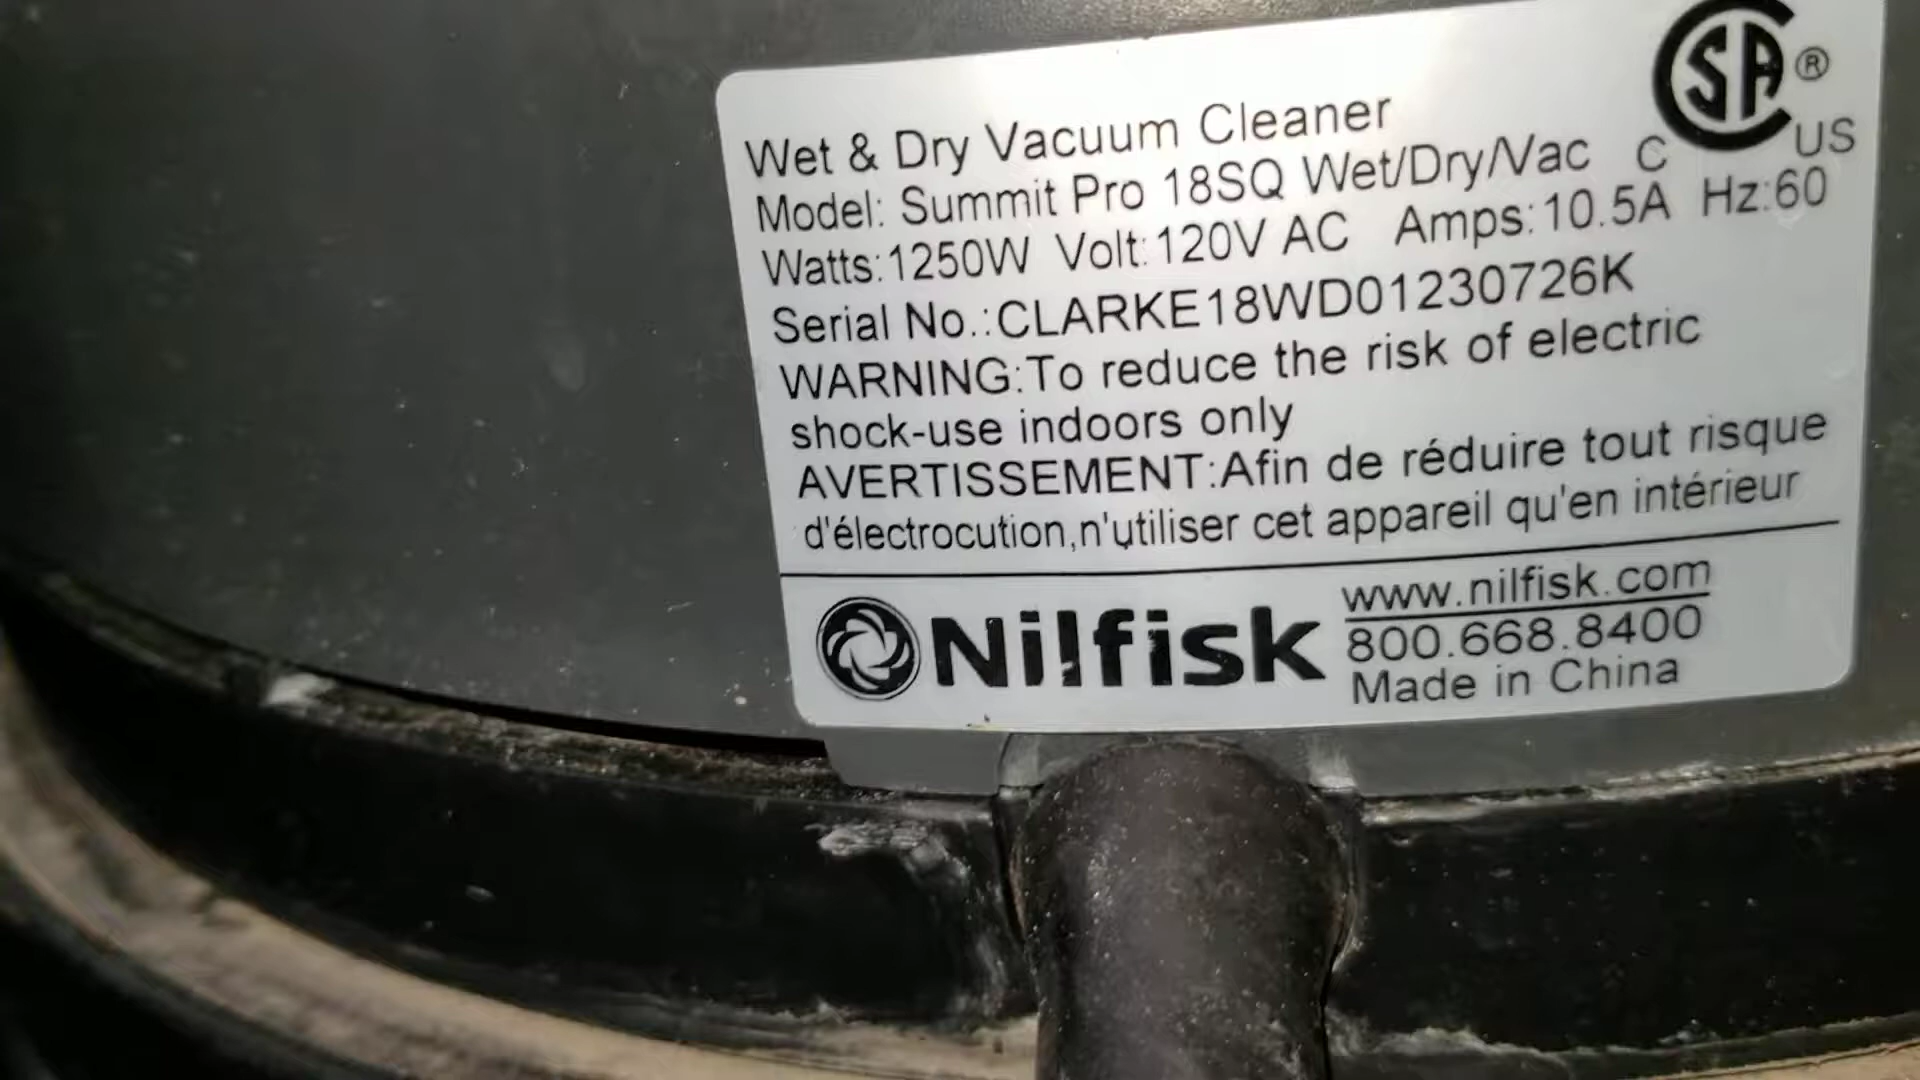 Wet & Dry Vacuum Cleaner
Model: Summit Pro 18SQ Wet/Dry/Vac
Watts:1250W Volt:120V AC Amps:10.5A Hz:60
Serial No.:CLARKE18WD01230726K
WARNING:To reduce the risk of electric
shock-use indoors only
AVERTISSEMENT:Afin de réduire tout risque
d'électrocution,n'utiliser cet appareil qu'en intérieur
C SA ® US
Nilfisk
www.nilfisk.com
800.668.8400
Made in China